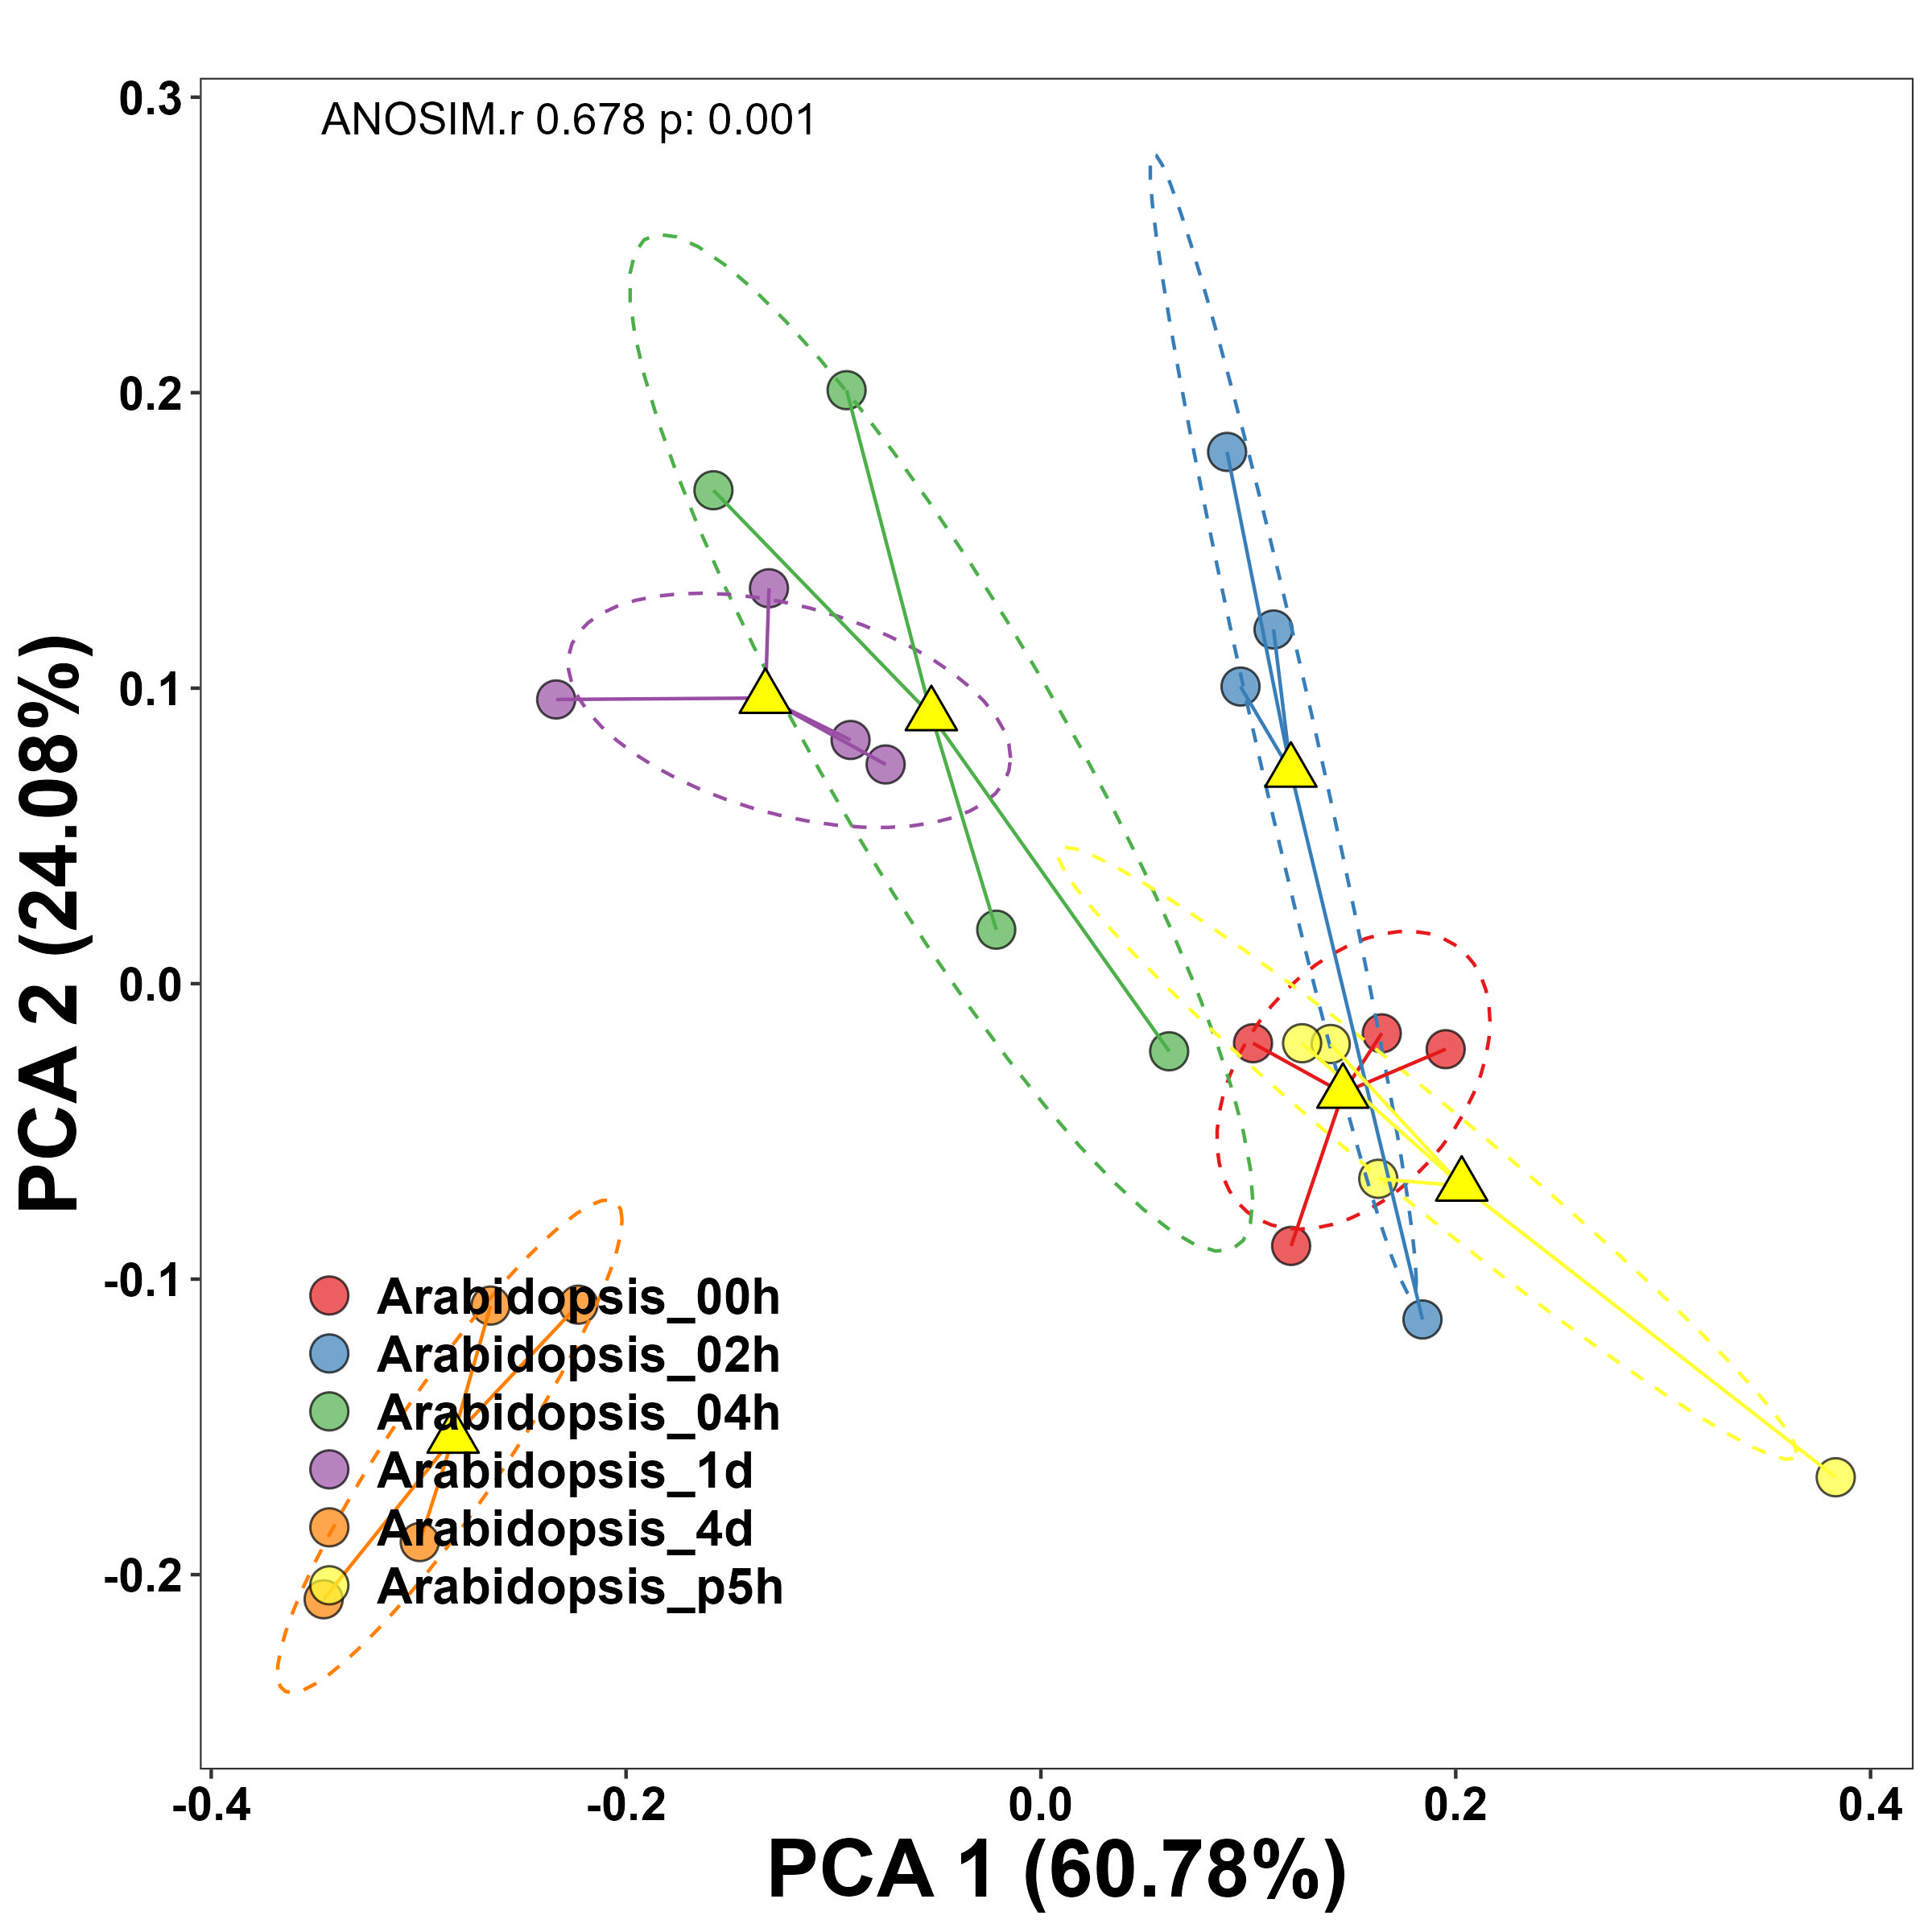 ANOSIM.r 0.678 p: 0.001
0.3
0.2
0.1
0.0
-0.1
-0.2
PCA 2 (24.08%)
Arabidopsis_00h
Arabidopsis_02h
Arabidopsis_04h
Arabidopsis_1d
Arabidopsis_4d
Arabidopsis_p5h
-0.4 -0.2 0.0 0.2 0.4
PCA 1 (60.78%)